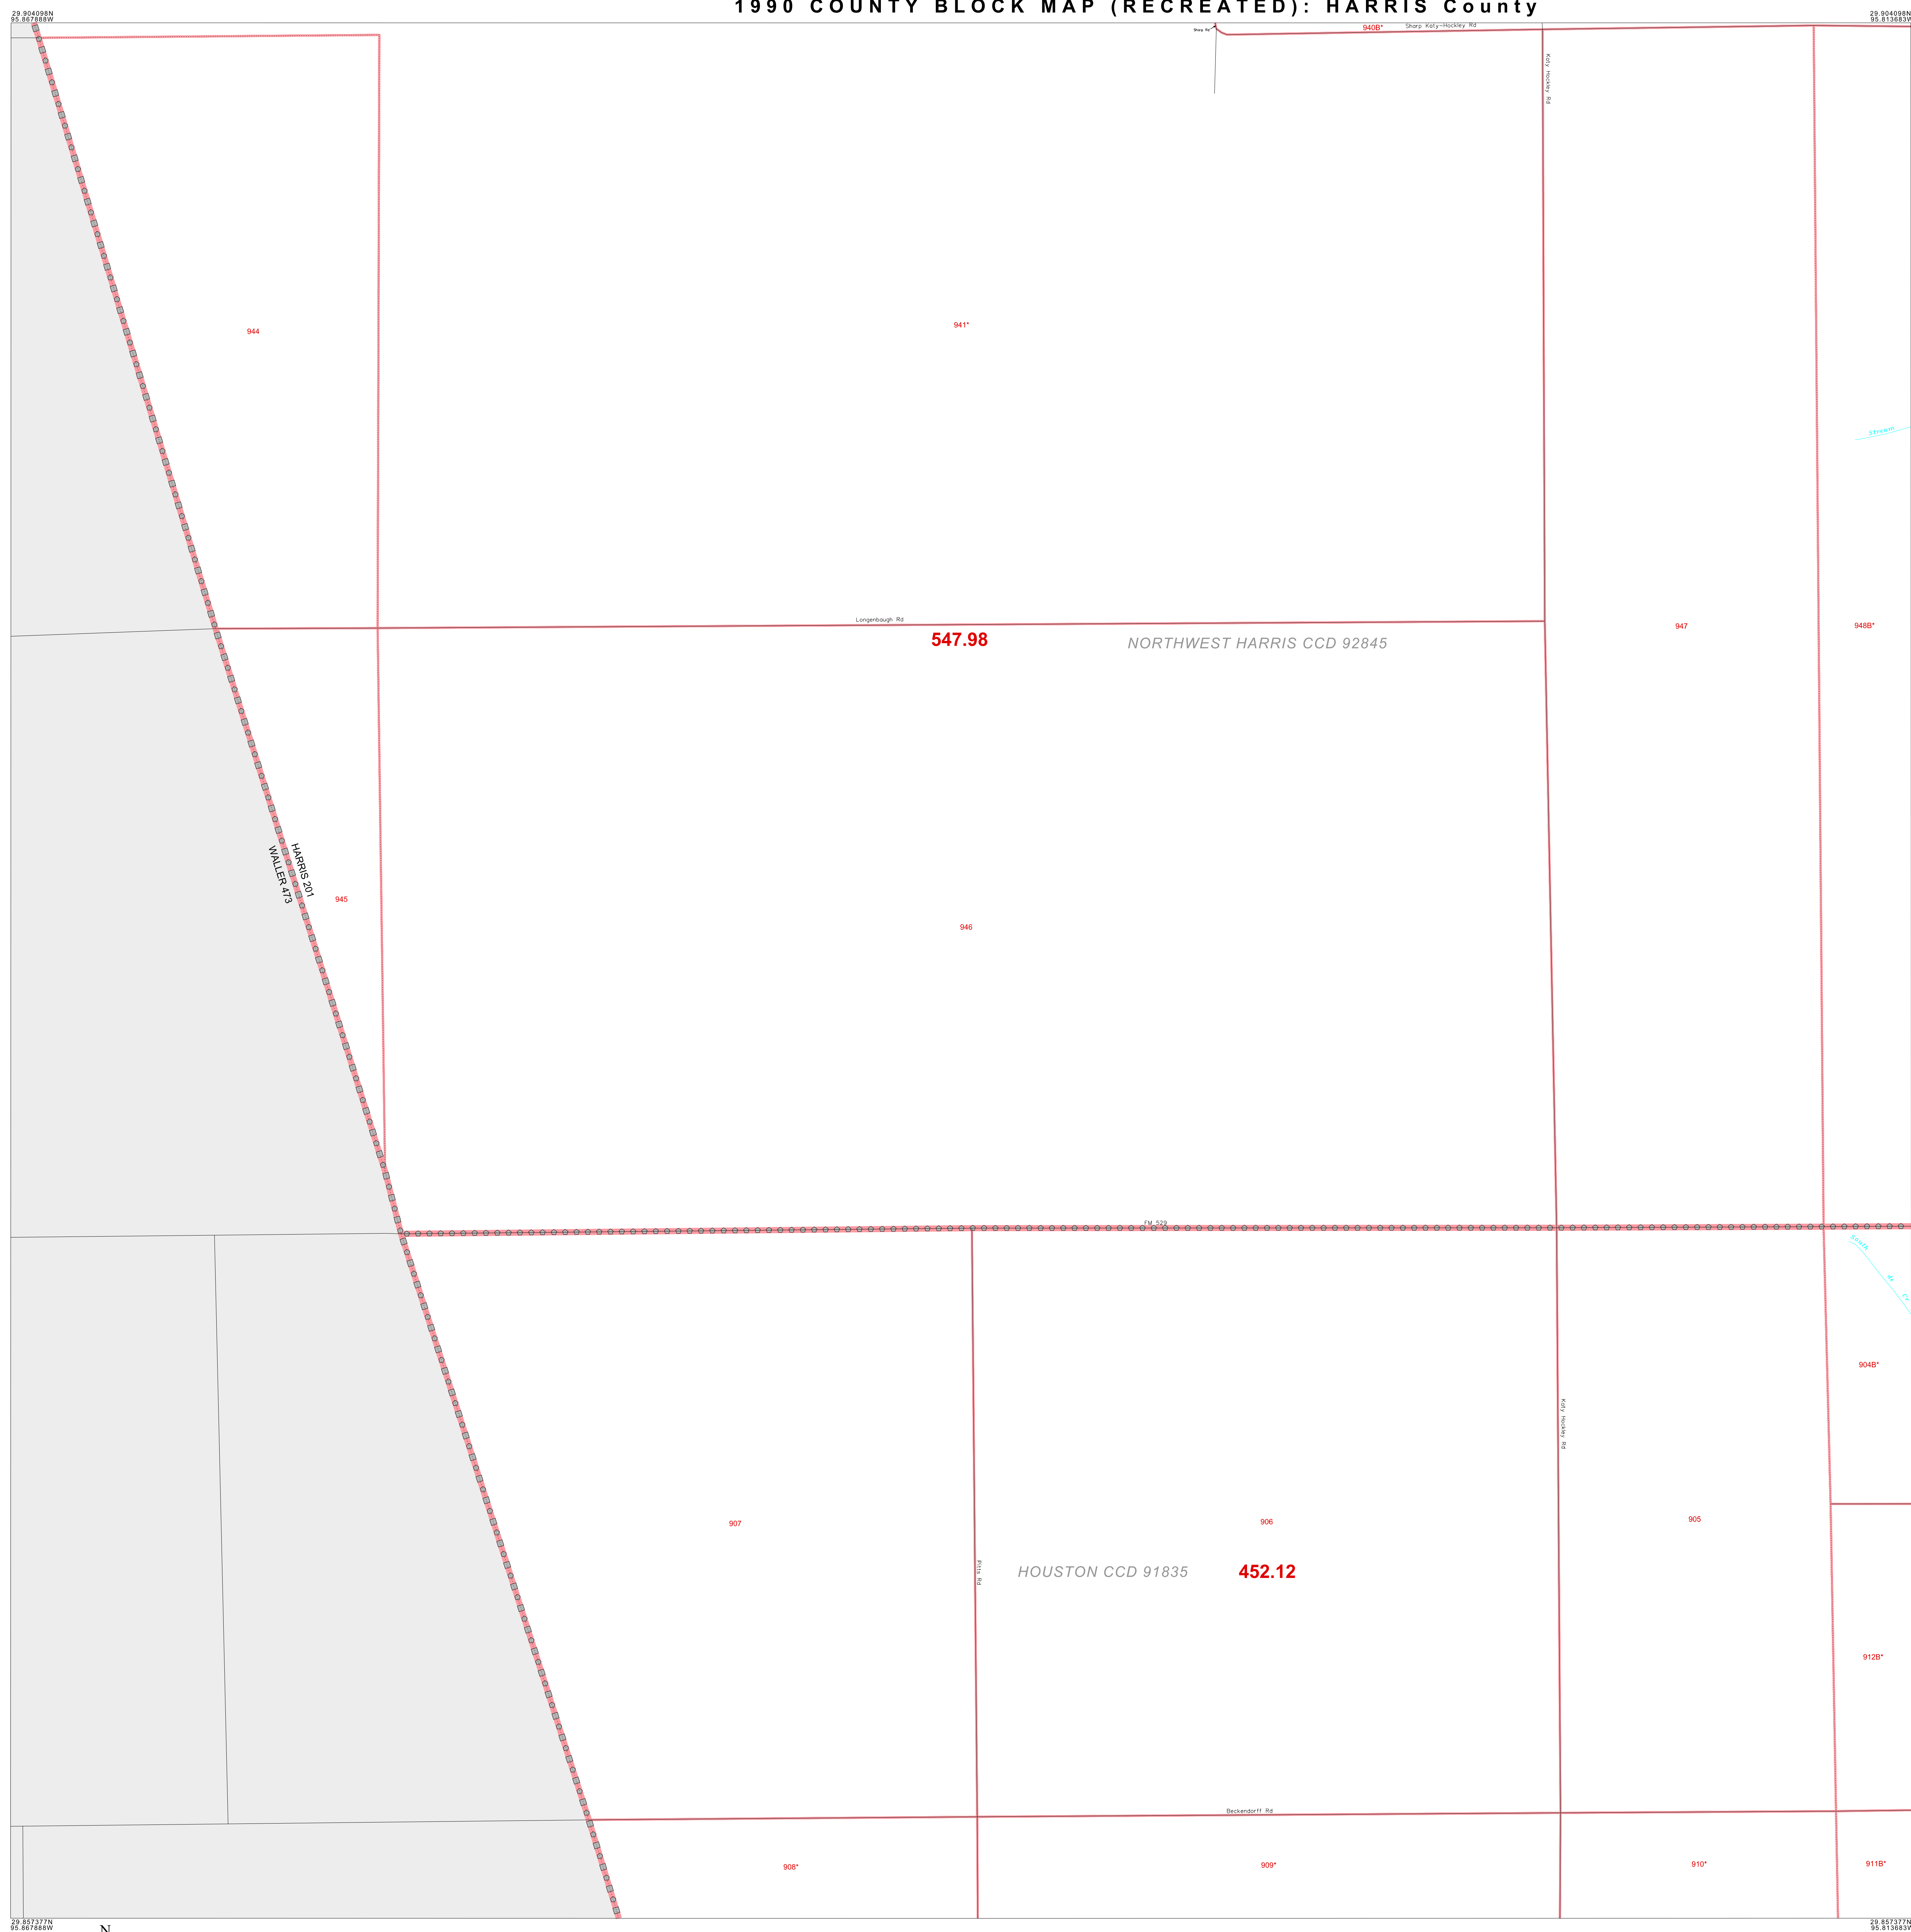 1990 COUNTY BLOCK MAP (RECREATED): HARRIS County
29.904098N
95.867888W
29.904098N
95.813683W
Sharp Rd
940B*
Sharp Katy-Hockley Rd
Katy Hockley Rd
944
941*
Stream
Longenbaugh Rd
547.98
NORTHWEST HARRIS CCD 92845
947
948B*
HARRIS 201
WALLER 473
945
946
FM 529
South
de
Cr
904B*
Katy Hockley Rd
907
906
905
Pitts Rd
HOUSTON CCD 91835
452.12
912B*
Beckendorff Rd
908*
909*
910*
911B*
29.857377N
95.867888W
N
29.857377N
95.813683W